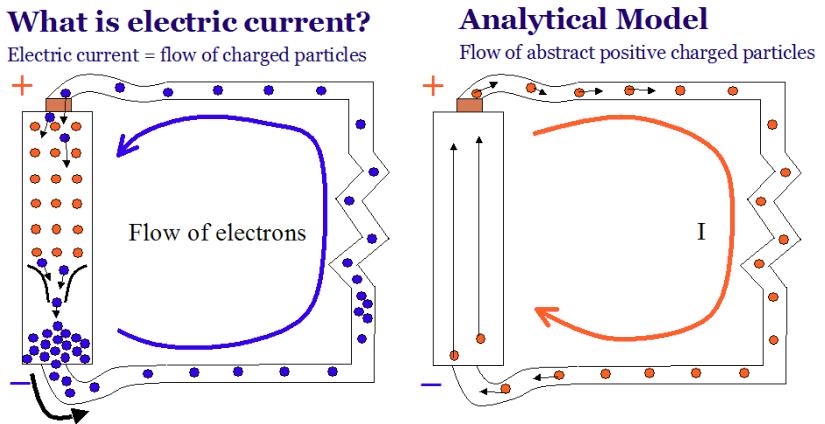 What is electric current?
Electric current = flow of charged particles
+
Flow of electrons
–
Analytical Model
Flow of abstract positive charged particles
+
I
–